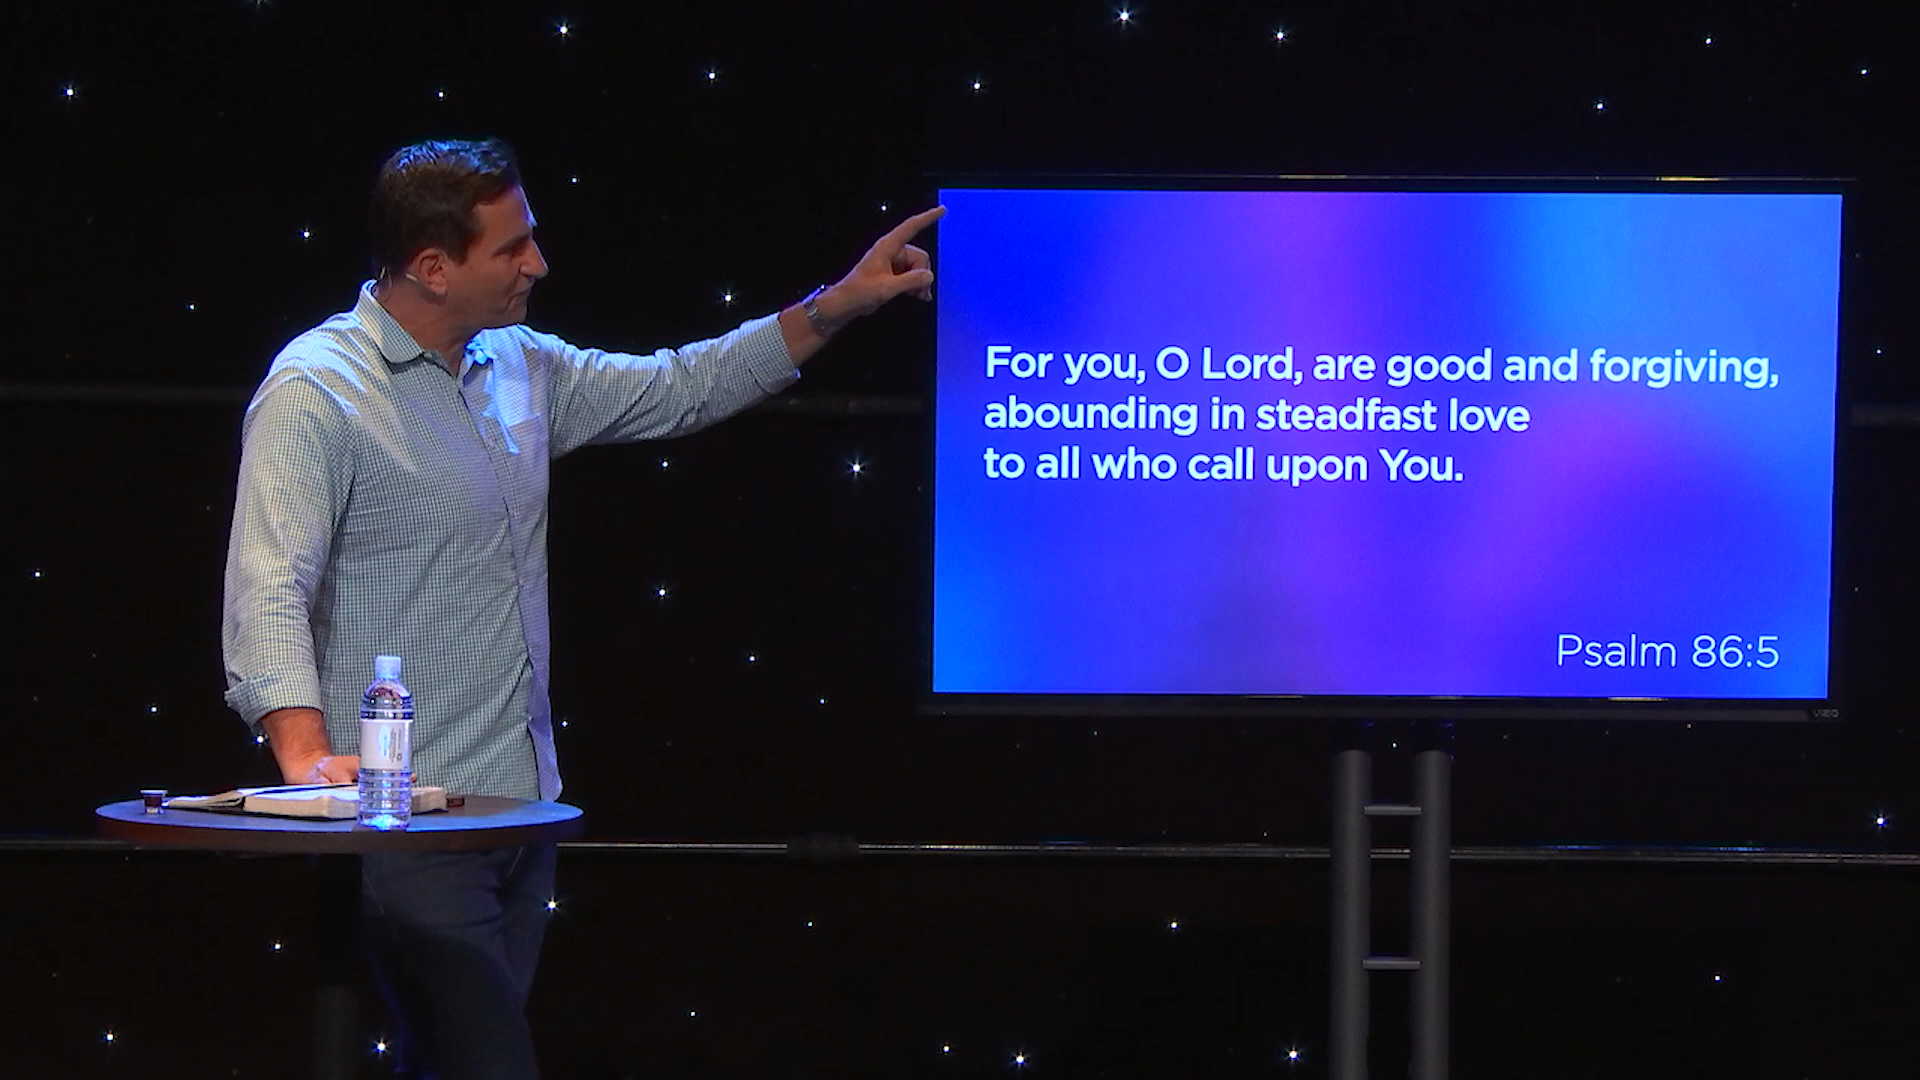 For you, O Lord, are good and forgiving,
abounding in steadfast love
to all who call upon You.
Psalm 86:5
VIZIO